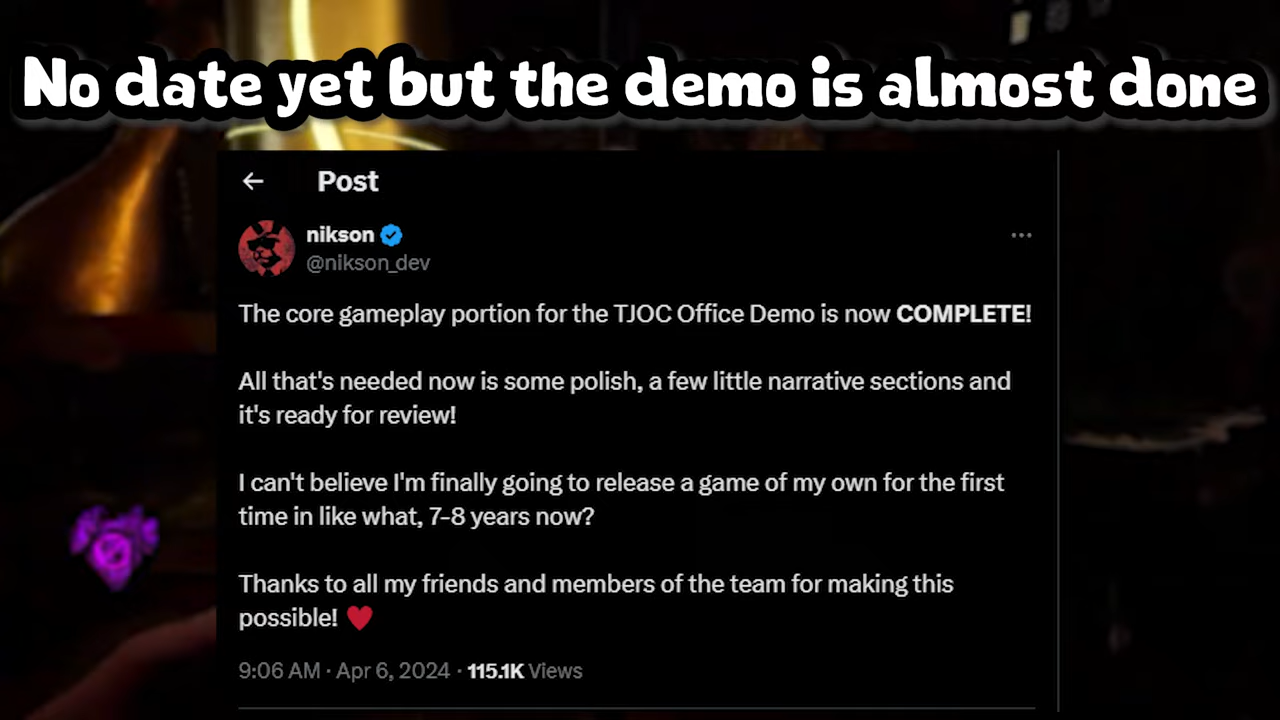 No date yet but the demo is almost done
Post
nikson
@nikson_dev
The core gameplay portion for the TJOC Office Demo is now COMPLETE!
All that's needed now is some polish, a few little narrative sections and
it's ready for review!
I can't believe I'm finally going to release a game of my own for the first
time in like what, 7-8 years now?
Thanks to all my friends and members of the team for making this
possible! ♥
9:06 AM · Apr 6, 2024 · 115.1K Views